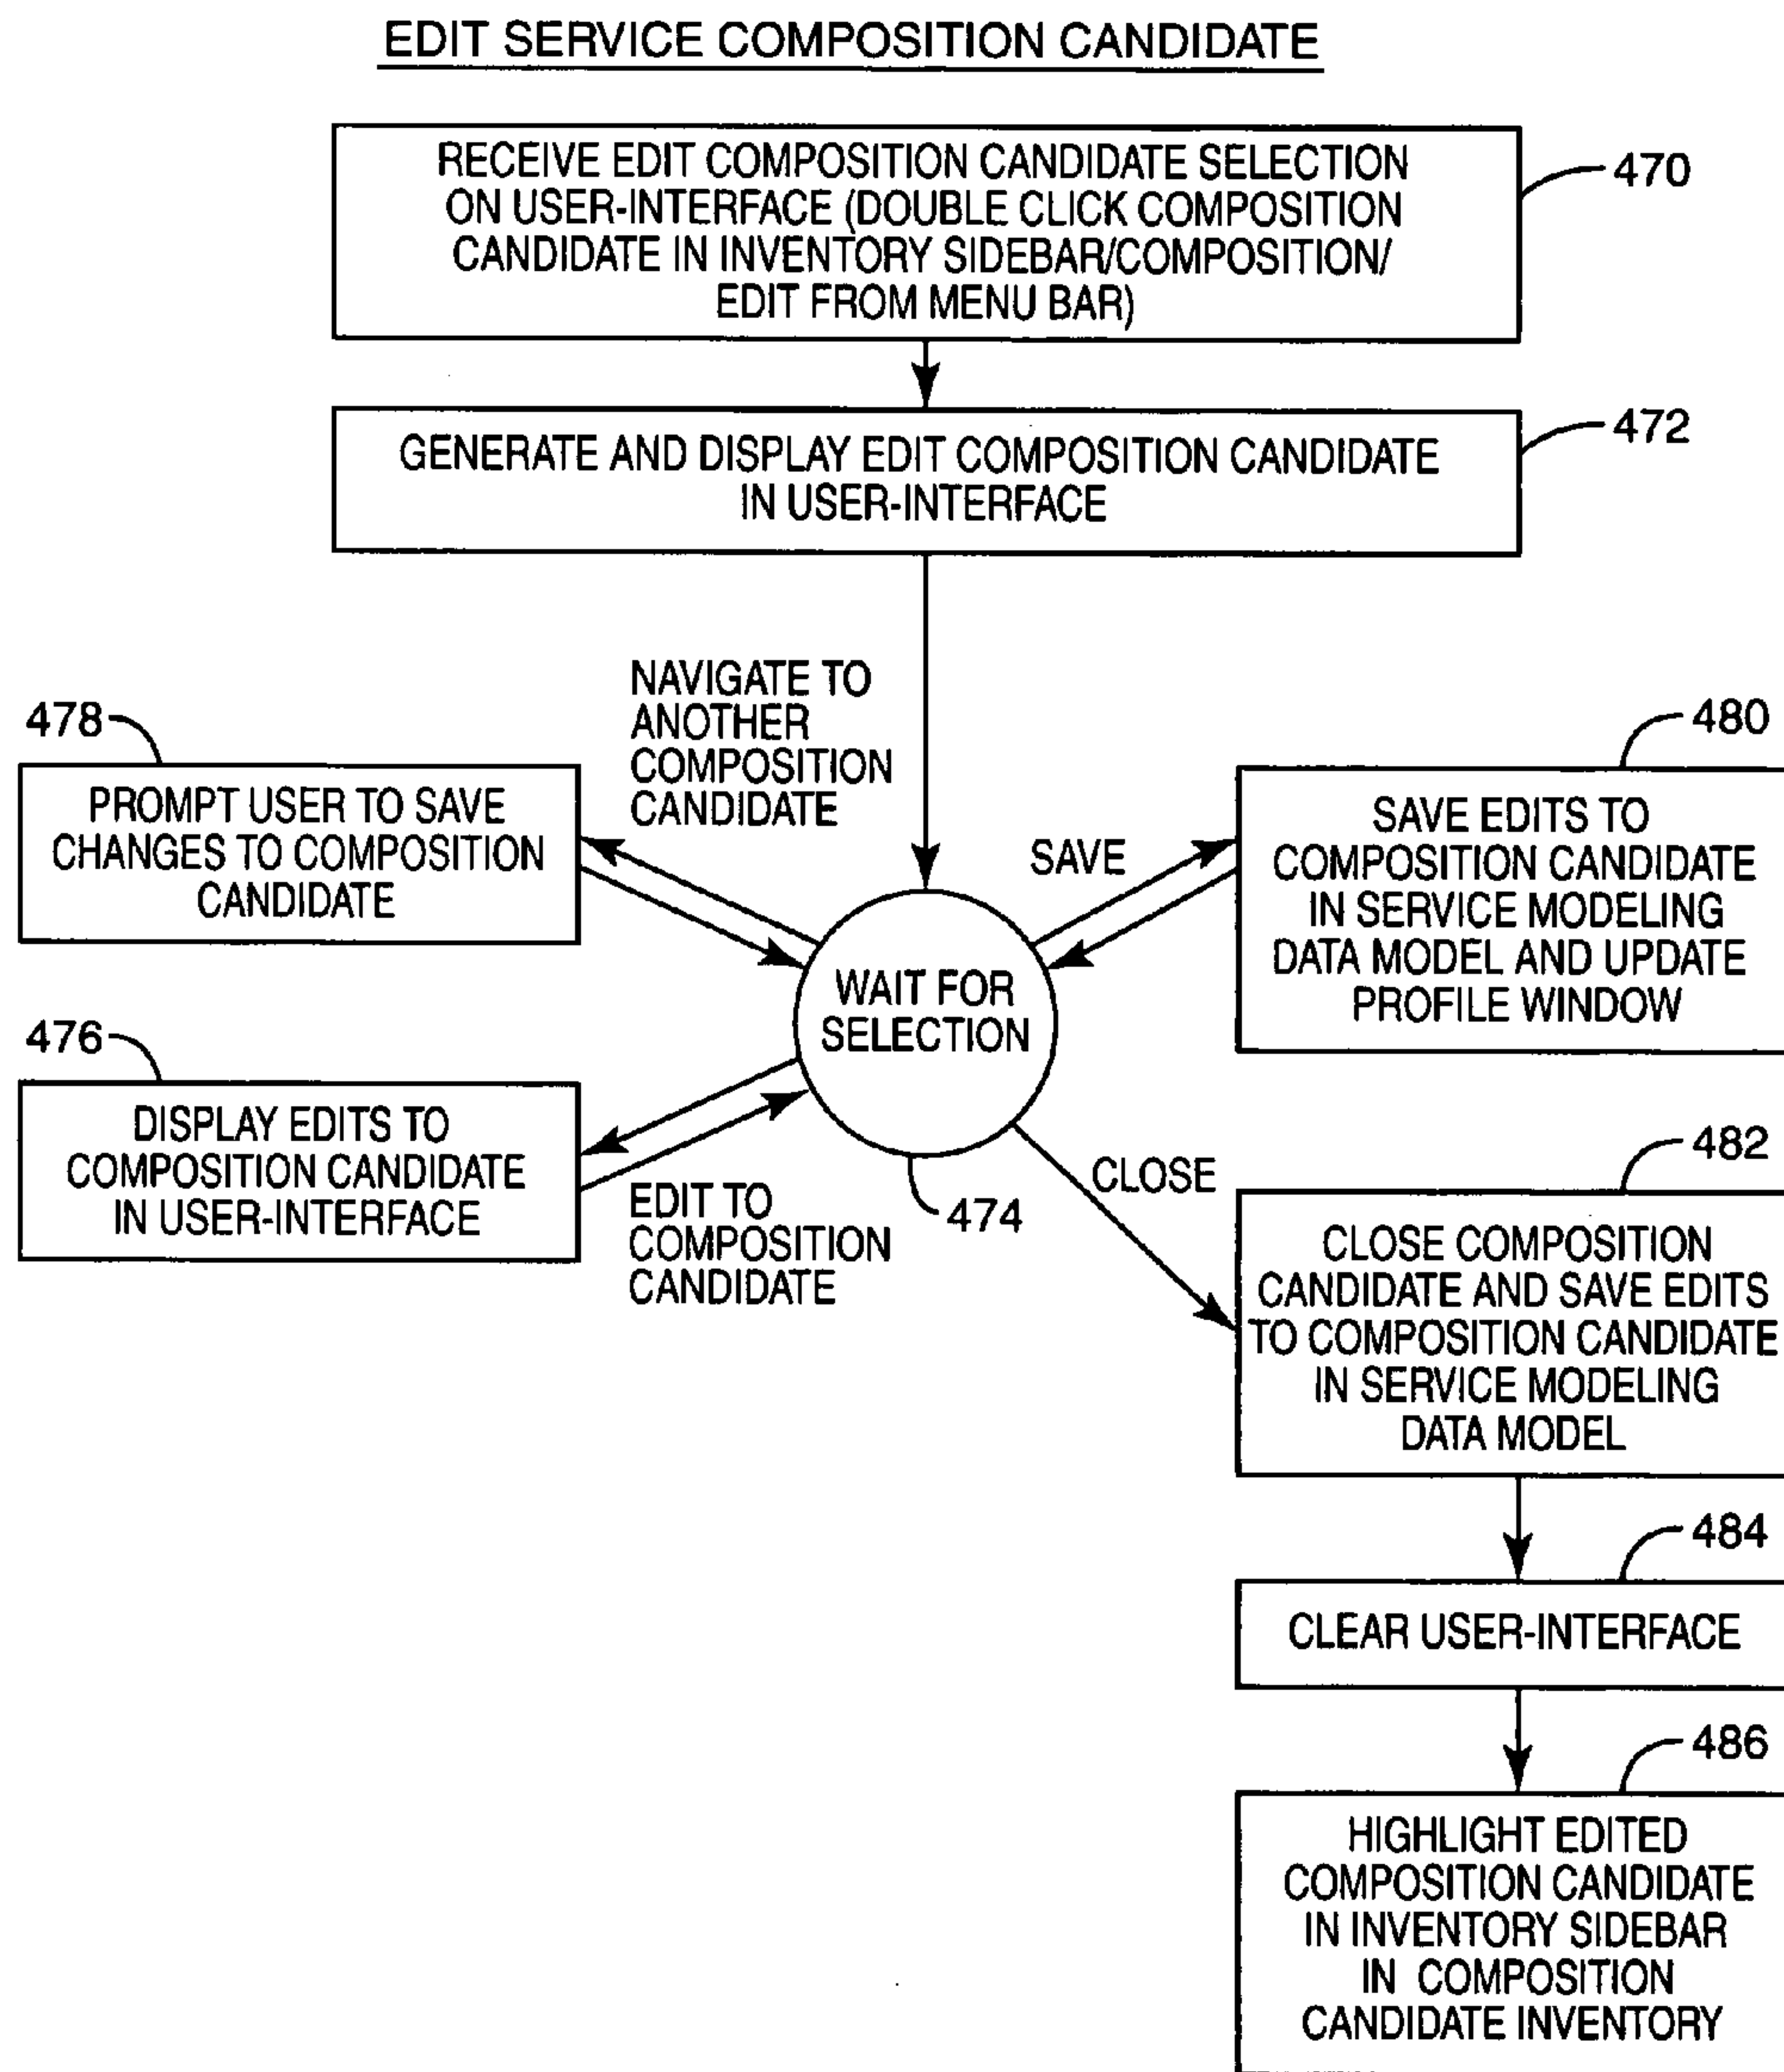 EDIT SERVICE COMPOSITION CANDIDATE
RECEIVE EDIT COMPOSITION CANDIDATE SELECTION
ON USER-INTERFACE (DOUBLE CLICK COMPOSITION
CANDIDATE IN INVENTORY SIDEBAR/COMPOSITION/
EDIT FROM MENU BAR)
470
GENERATE AND DISPLAY EDIT COMPOSITION CANDIDATE
IN USER-INTERFACE
472
NAVIGATE TO
ANOTHER
COMPOSITION
CANDIDATE
478
PROMPT USER TO SAVE
CHANGES TO COMPOSITION
CANDIDATE
SAVE
480
SAVE EDITS TO
COMPOSITION CANDIDATE
IN SERVICE MODELING
DATA MODEL AND UPDATE
PROFILE WINDOW
WAIT FOR
SELECTION
474
476
DISPLAY EDITS TO
COMPOSITION CANDIDATE
IN USER-INTERFACE
EDIT TO
COMPOSITION
CANDIDATE
CLOSE
482
CLOSE COMPOSITION
CANDIDATE AND SAVE EDITS
TO COMPOSITION CANDIDATE
IN SERVICE MODELING
DATA MODEL
484
CLEAR USER-INTERFACE
486
HIGHLIGHT EDITED
COMPOSITION CANDIDATE
IN INVENTORY SIDEBAR
IN COMPOSITION
CANDIDATE INVENTORY